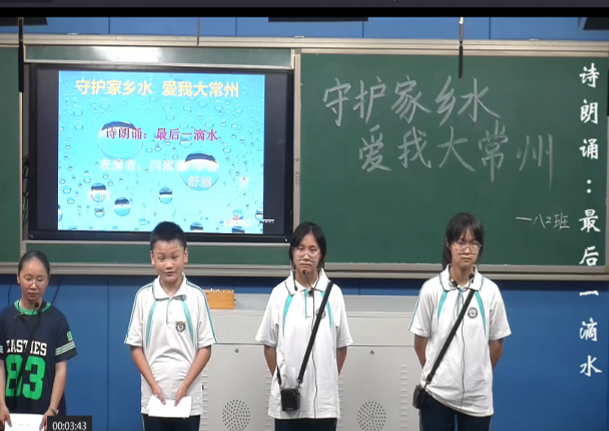 守护家乡水 爱我大常州
诗朗诵：最后一滴水
舒丽
守护家乡水
爱我大常州
—八2班
诗朗诵：最后一滴水
83
00:03:43